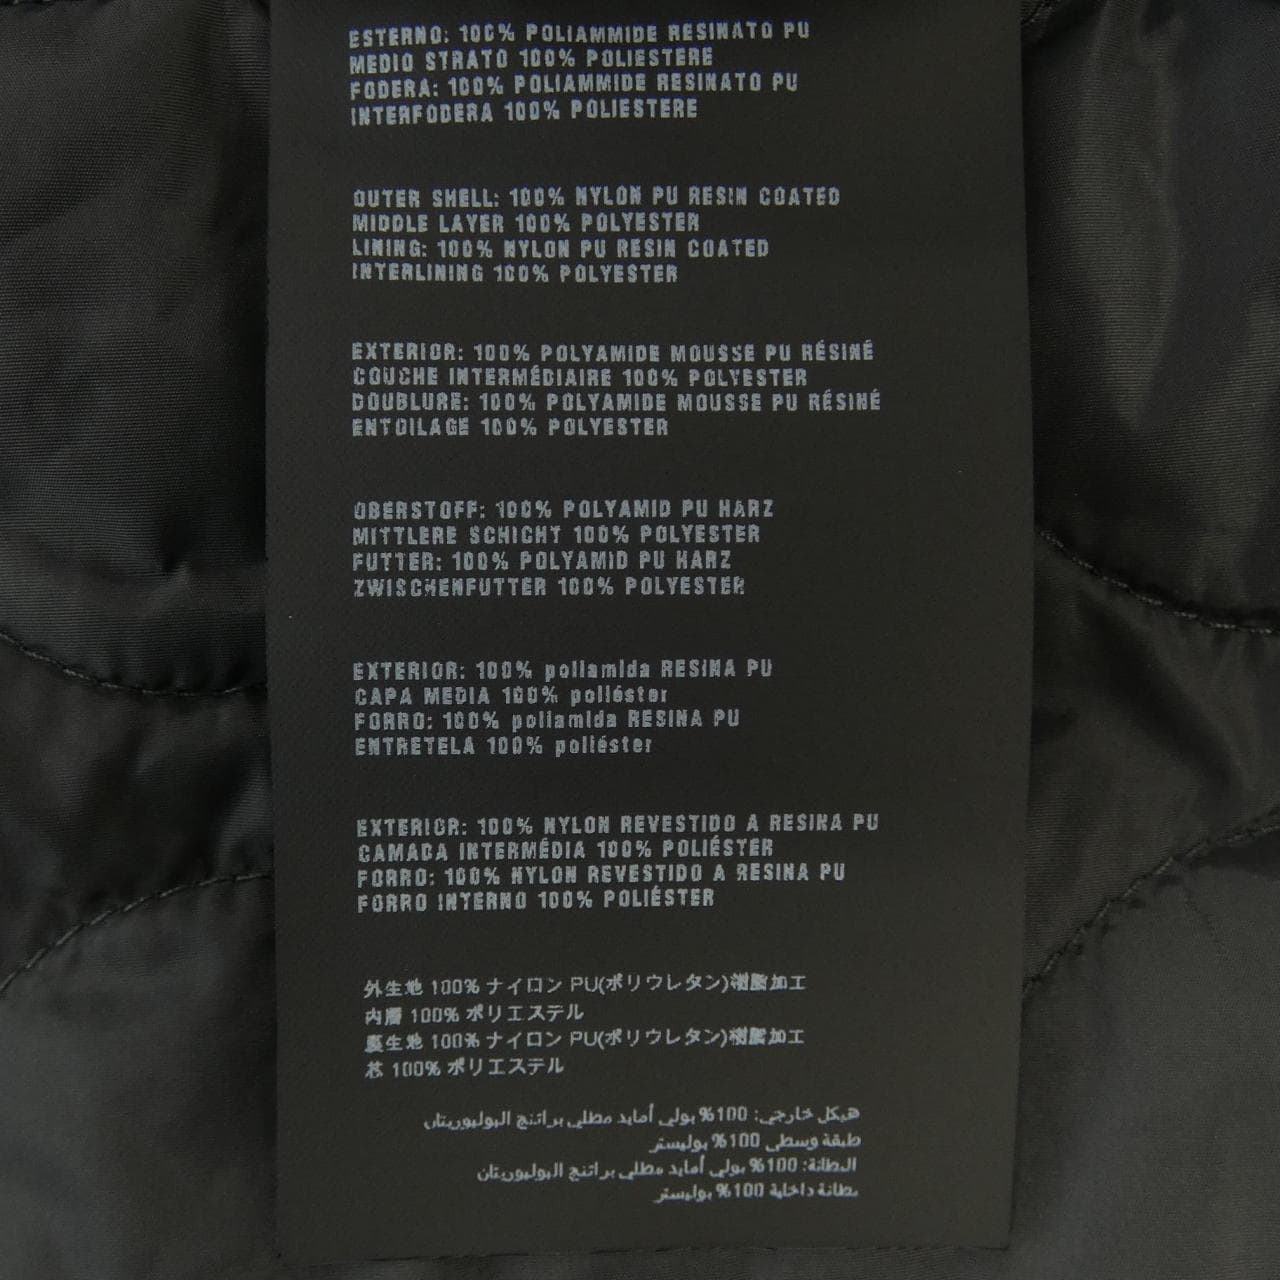 ESTERNO: 100% POLIAMMIDE RESINATO PU
MEDIO STRATO 100% POLIESTERE
FODERA: 100% POLIAMMIDE RESINATO PU
INTERFODERA 100% POLIESTERE
OUTER SHELL: 100% NYLON PU RESIN COATED
MIDDLE LAYER 100% POLYESTER
LINING: 100% NYLON PU RESIN COATED
INTERLINING 100% POLYESTER
EXTERIOR: 100% POLYAMIDE MOUSSE PU RÉSINÉ
COUCHE INTERMÉDIAIRE 100% POLYESTER
DOUBLURE: 100% POLYAMIDE MOUSSE PU RÉSINÉ
ENTOILAGE 100% POLYESTER
OBERSTOFF: 100% POLYAMID PU HARZ
MITTLERE SCHICHT 100% POLYESTER
FUTTER: 100% POLYAMID PU HARZ
ZWISCHENFUTTER 100% POLYESTER
EXTERIOR: 100% poliamida RESINA PU
CAPA MEDIA 100% poliéster
FORRO: 100% poliamida RESINA PU
ENTRETELA 100% poliéster
EXTERIOR: 100% NYLON REVESTIDO A RESINA PU
CAMADA INTERMÉDIA 100% POLIÉSTER
FORRO: 100% NYLON REVESTIDO A RESINA PU
FORRO INTERNO 100% POLIÉSTER
外生地 100% ナイロン PU(ポリウレタン)樹脂加工
内層 100% ポリエステル
裏生地 100% ナイロン PU(ポリウレタン)樹脂加工
芯 100% ポリエステル
هيكل خارجي: 100% بولي أمايد مطلي براتنج البوليوريتان
طبقة وسطى 100% بوليستر
البطانة: 100% بولي أمايد مطلي براتنج البوليوريتان
بطانة داخلية 100% بوليستر